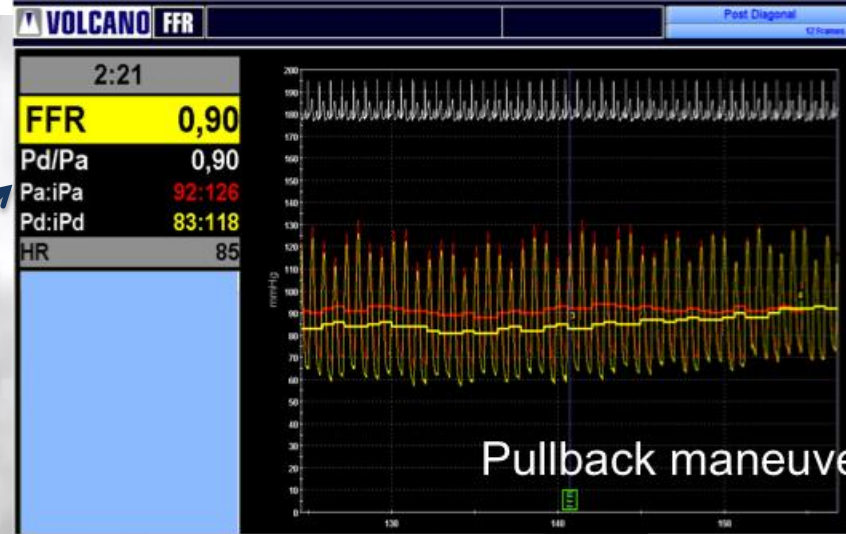 VOLCANO FFR
Post Diagonal
12 Frames
2:21
FFR 0,90
Pd/Pa 0,90
Pa:iPa 92:126
Pd:iPd 83:118
HR 85
mmHg
200
190
180
170
160
150
140
130
120
110
100
90
80
70
60
50
40
30
20
10
0
Pullback maneuve
130 140 150